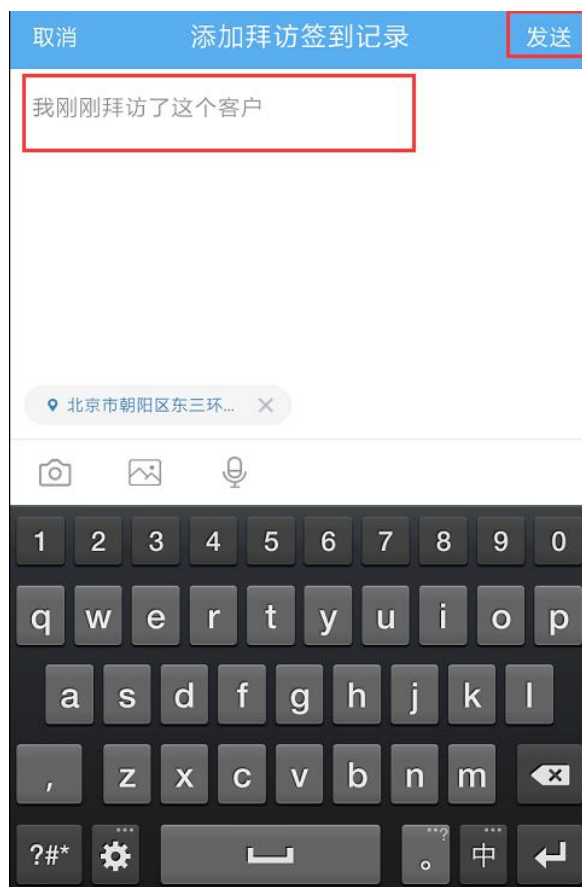 取消 添加拜访签到记录 发送
我刚刚拜访了这个客户
北京市朝阳区东三环...
1 2 3 4 5 6 7 8 9 0
q w e r t y u i o p
a s d f g h j k l
, z x c v b n m
?#* 。 ? 中